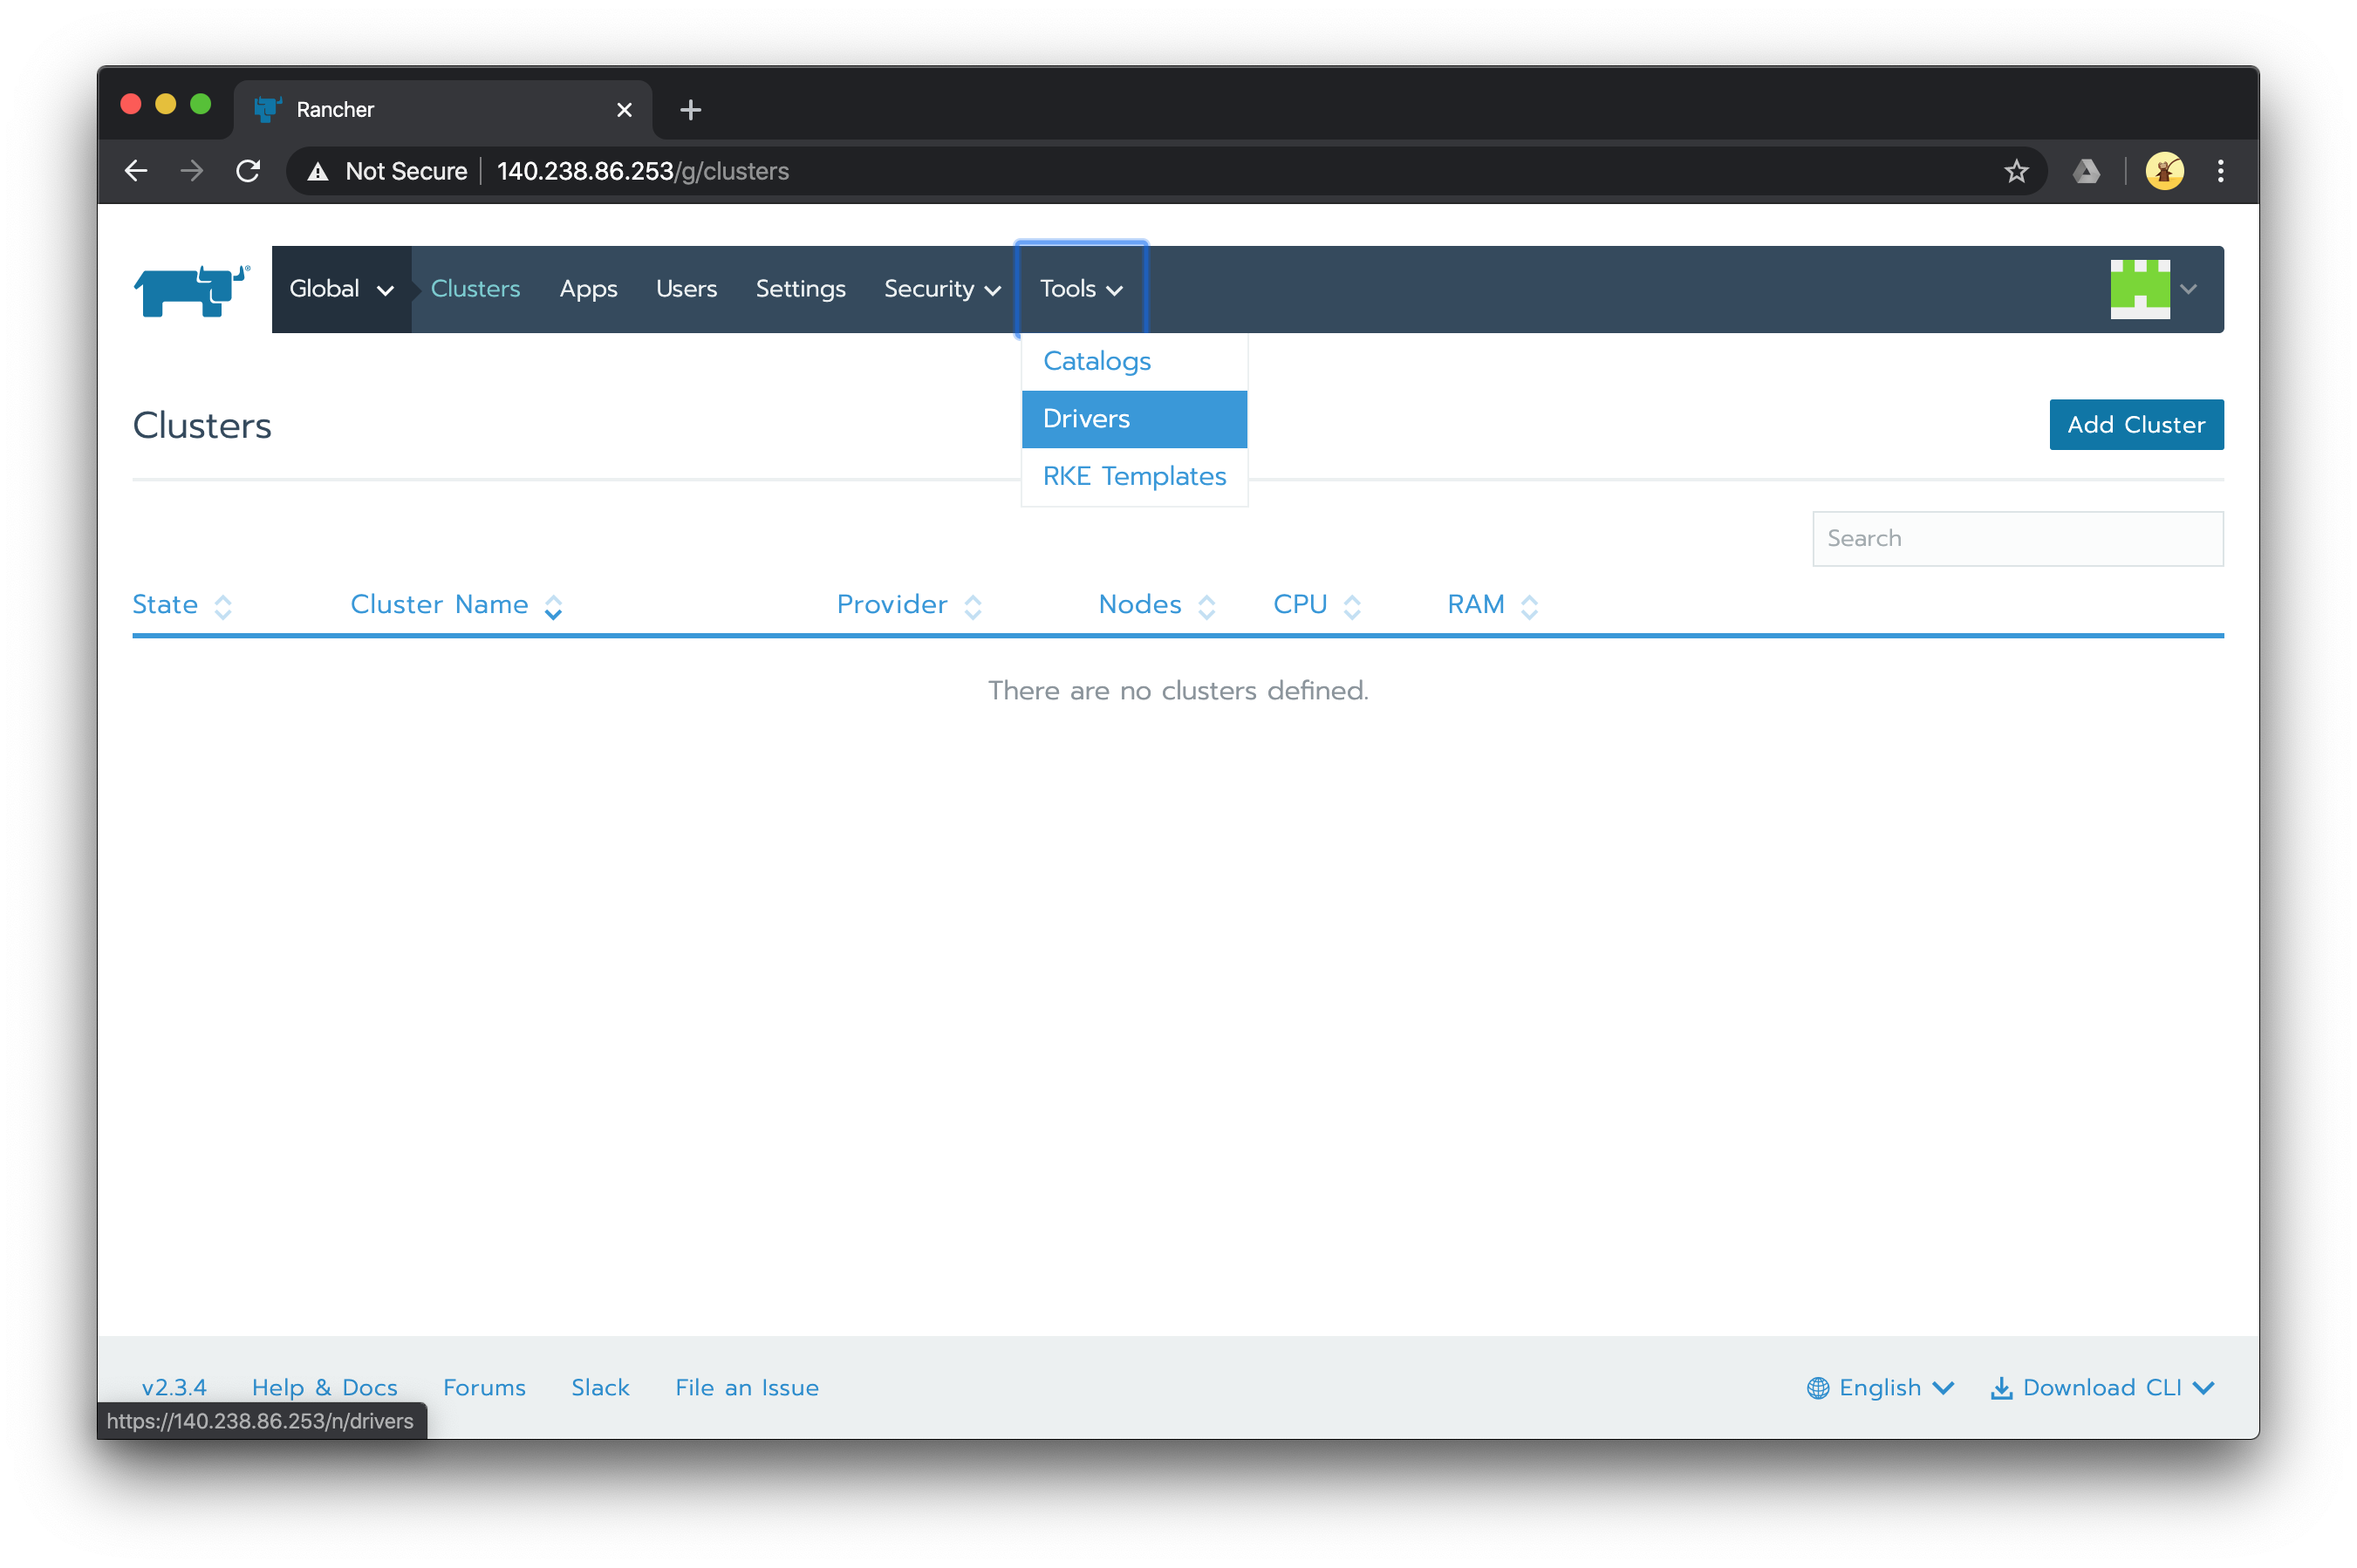 Rancher
Not Secure 140.238.86.253/g/clusters
Global Clusters Apps Users Settings Security Tools
Catalogs
Drivers
RKE Templates
Clusters
Add Cluster
Search
State Cluster Name Provider Nodes CPU RAM
There are no clusters defined.
v2.3.4 Help & Docs Forums Slack File an Issue English Download CLI
https://140.238.86.253/n/drivers